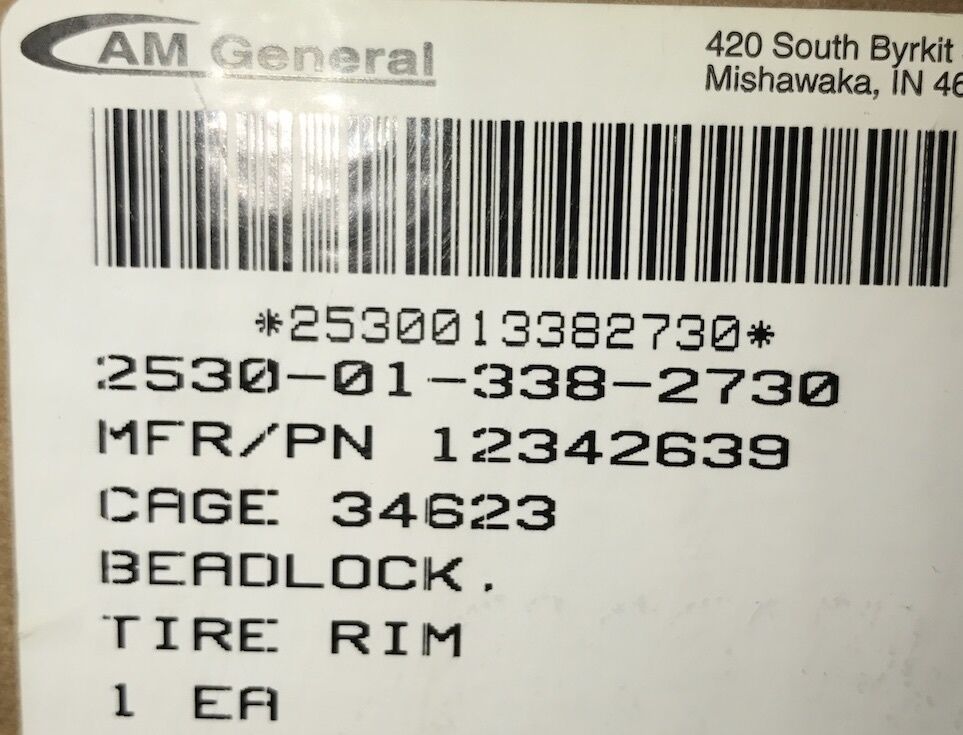 AM General
420 South Byrkit
Mishawaka, IN 46
*2530013382730*
2530-01-338-2730
MFR/PN 12342639
CAGE 34623
BEADLOCK.
TIRE RIM
1 EA